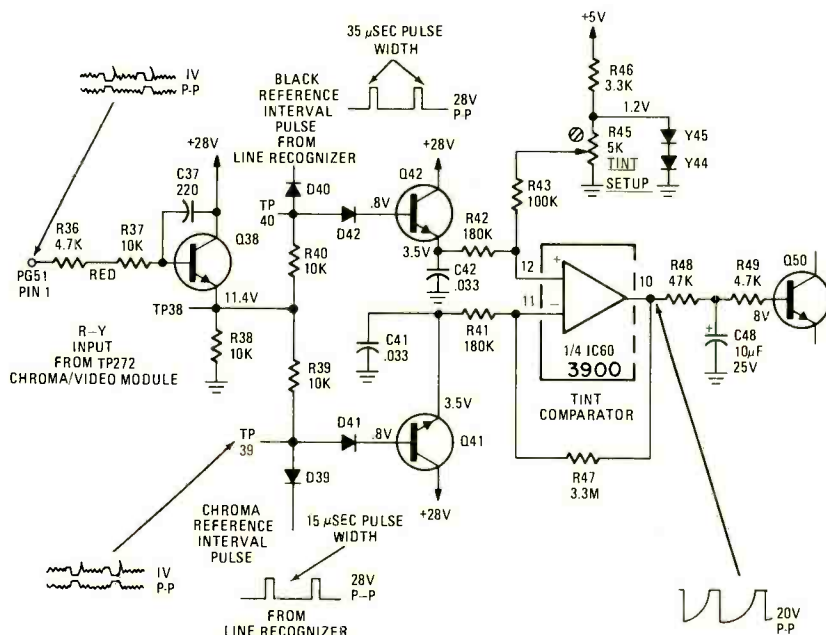 35 µSEC PULSE
WIDTH
+5V
IV
P-P
BLACK
REFERENCE
INTERVAL
PULSE
FROM
LINE RECOGNIZER
28V
P-P
R46
3.3K
1.2V
+28V
+28V
R45
5K
TINT
SETUP
Y45
Y44
C37
220
D40
Q42
R43
100K
TP
40
D42
.8V
R42
180K
R36
4.7K
R37
10K
Q38
R40
10K
3.5V
C42
.033
12
+
10
R48
47K
R49
4.7K
Q50
PG51
PIN 1
RED
11.4V
11
−
8V
TP38
R38
10K
C41
.033
R41
180K
1/4 IC60
3900
+
C48
10µF
25V
R-Y
INPUT
FROM TP272
CHROMA/VIDEO MODULE
R39
10K
TINT
COMPARATOR
3.5V
TP
39
D41
.8V
Q41
R47
3.3M
D39
+28V
CHROMA
REFERENCE
INTERVAL
PULSE
15 µSEC PULSE
WIDTH
IV
P-P
28V
P-P
20V
P-P
FROM
LINE RECOGNIZER